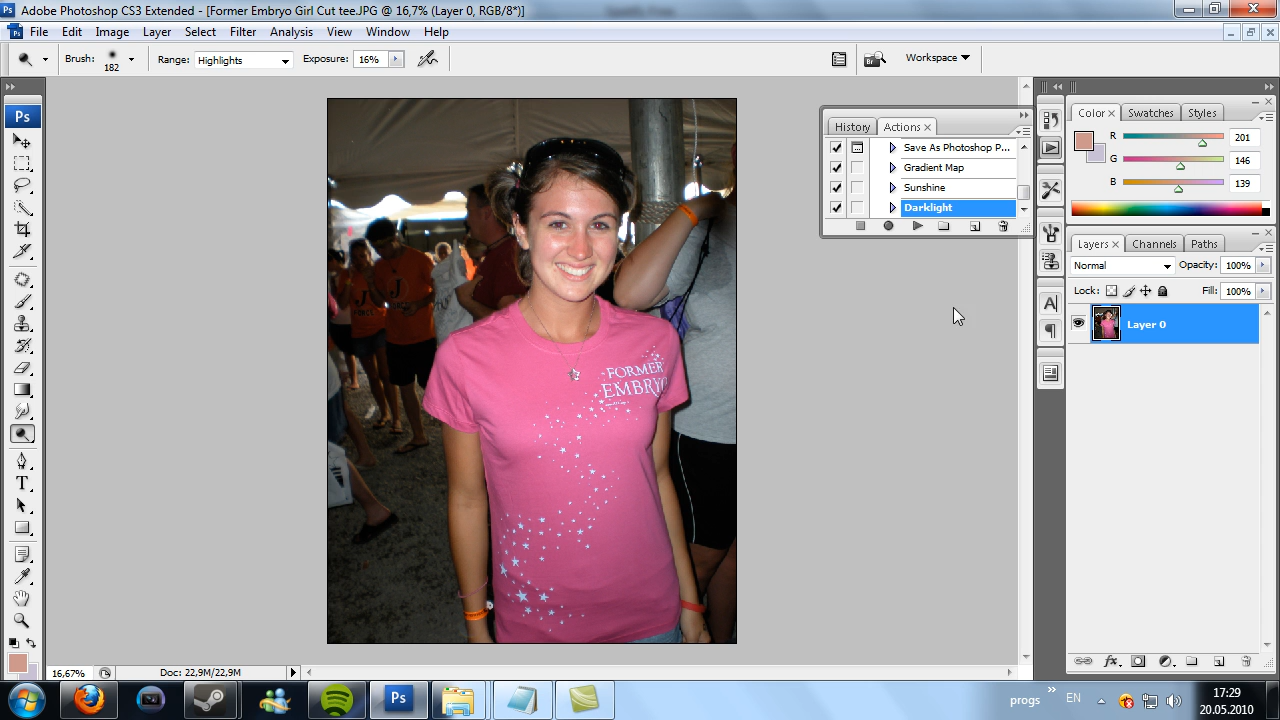 Adobe Photoshop CS3 Extended - [Former Embryo Girl Cut tee.JPG @ 16,7% (Layer 0, RGB/8*)]
File Edit Image Layer Select Filter Analysis View Window Help
Brush: 182 Range: Highlights Exposure: 16% Workspace
History Actions
Save As Photoshop P...
Gradient Map
Sunshine
Darklight
Color Swatches Styles
R 201
G 146
B 139
Layers Channels Paths
Normal Opacity: 100%
Lock: Fill: 100%
Layer 0
Ps
T
A
FORMER
EMBRYO
16,67% Doc: 22,9M/22,9M
Ps progs EN 17:29
20.05.2010